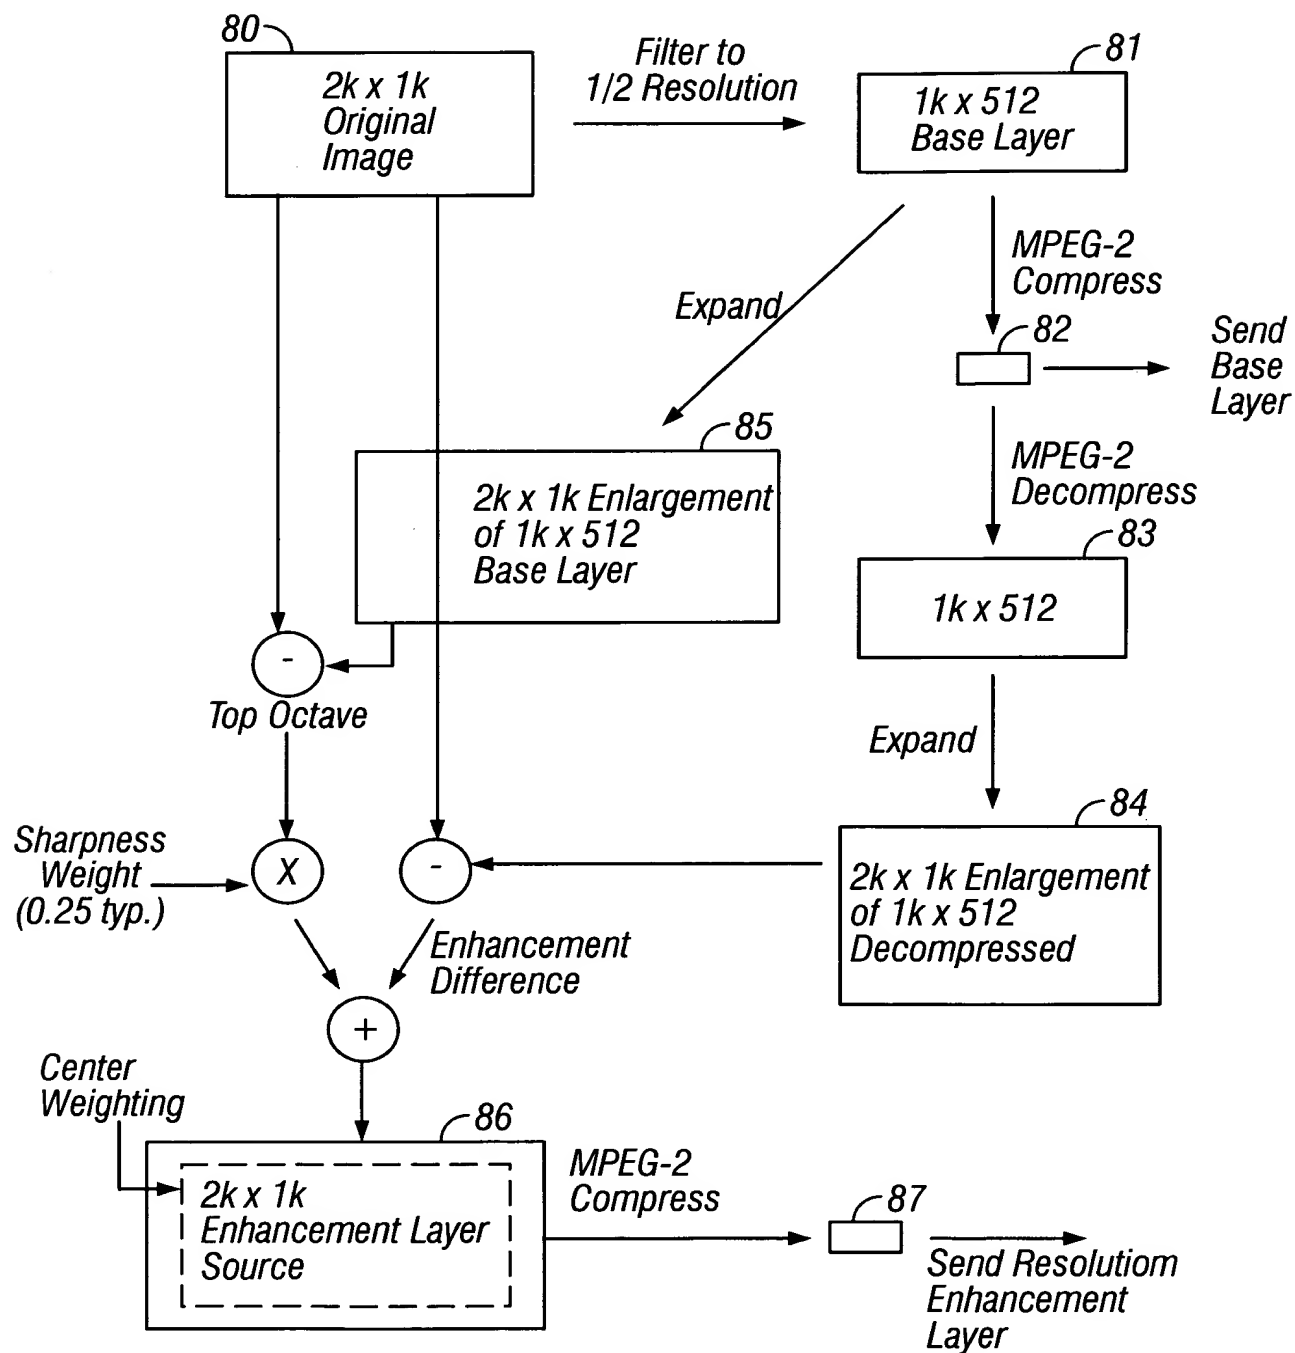 80
2k x 1k
Original
Image
Filter to
1/2 Resolution
81
1k x 512
Base Layer
MPEG-2
Compress
Expand
82
Send
Base
Layer
85
2k x 1k Enlargement
of 1k x 512
Base Layer
MPEG-2
Decompress
83
1k x 512
-
Top Octave
Expand
84
Sharpness
Weight
(0.25 typ.)
X
-
2k x 1k Enlargement
of 1k x 512
Decompressed
Enhancement
Difference
+
Center
Weighting
86
2k x 1k
Enhancement Layer
Source
MPEG-2
Compress
87
Send Resolutiom
Enhancement
Layer